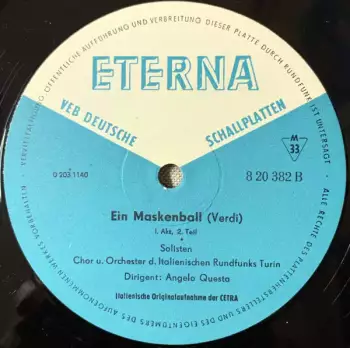 VERVIELFÄLTIGUNG, ÖFFENTLICHE AUFFÜHRUNG UND VERBREITUNG DIESER PLATTE DURCH RUNDFUNK IST UNTERSAGT · ALLE RECHTE DES PLATTENHERSTELLERS UND DES EIGENTÜMERS DES AUFGENOMMENEN WERKES VORBEHALTEN
ETERNA
VEB DEUTSCHE
SCHALLPLATTEN
M
33
0 203 1140
8 20 382 B
Ein Maskenball (Verdi)
I. Akt, 2. Teil
Solisten
Chor u. Orchester d. Italienischen Rundfunks Turin
Dirigent: Angelo Questa
Italienische Originalaufnahme der CETRA